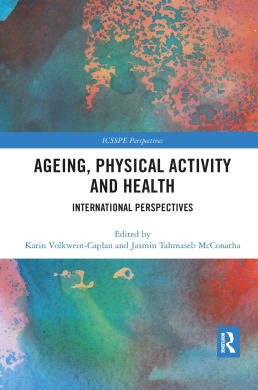 ICSSPE Perspectives
AGEING, PHYSICAL ACTIVITY
AND HEALTH
INTERNATIONAL PERSPECTIVES
Edited by
Karin Volkwein-Caplan and Jasmin Tahmaseb McConatha
R
ROUTLEDGE